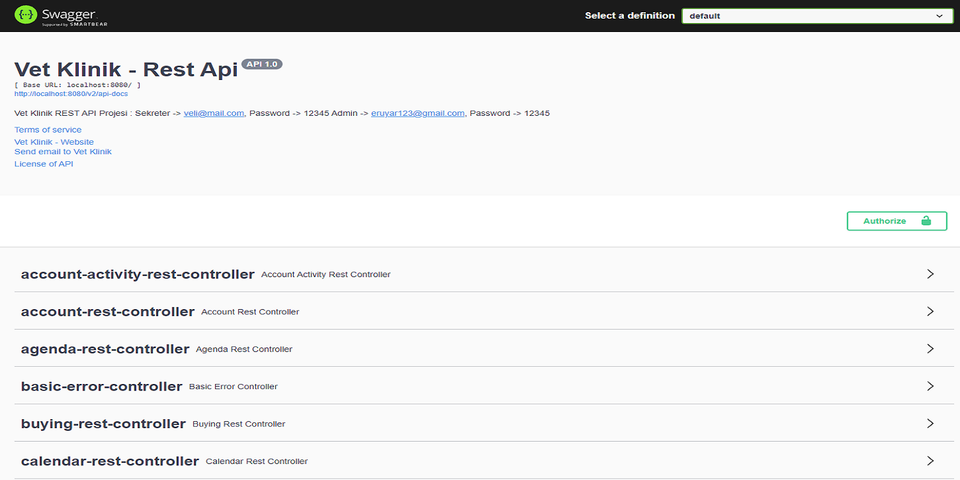 Swagger.
Supported by SMARTBEAR
Select a definition
default
Vet Klinik - Rest Api API 1.0
[ Base URL: localhost:8080/ ]
http://localhost:8080/v2/api-docs
Vet Klinik REST API Projesi : Sekreter -> veli@mail.com, Password -> 12345 Admin -> eruyar123@gmail.com, Password -> 12345
Terms of service
Vet Klinik - Website
Send email to Vet Klinik
License of API
Authorize
account-activity-rest-controller Account Activity Rest Controller
account-rest-controller Account Rest Controller
agenda-rest-controller Agenda Rest Controller
basic-error-controller Basic Error Controller
buying-rest-controller Buying Rest Controller
calendar-rest-controller Calendar Rest Controller